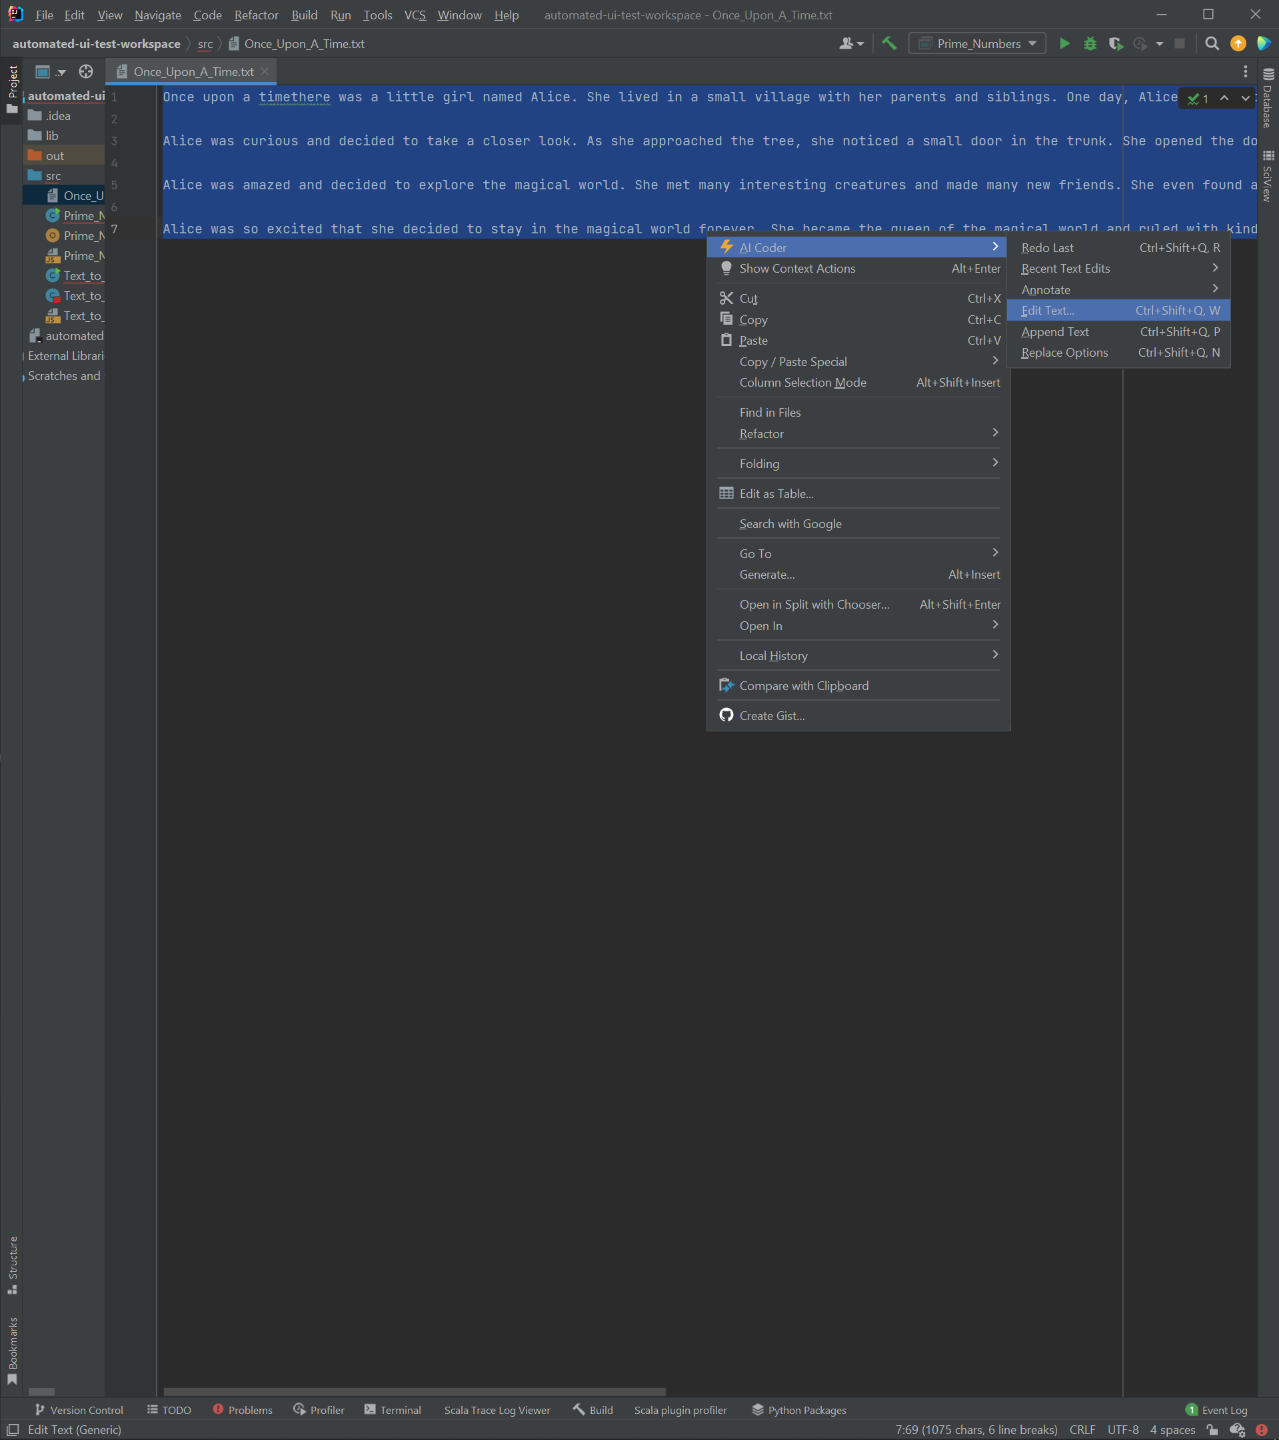 File Edit View Navigate Code Refactor Build Run Tools VCS Window Help automated-ui-test-workspace - Once_Upon_A_Time.txt
automated-ui-test-workspace src Once_Upon_A_Time.txt Prime_Numbers
Project
Once_Upon_A_Time.txt
automated-ui
.idea
lib
out
src
Once_U
Prime_N
Prime_N
Prime_N
Text_to_
Text_to_
Text_to_
automated
External Librari
Scratches and
1 Once upon a timethere was a little girl named Alice. She lived in a small village with her parents and siblings. One day, Alice
1
2
3 Alice was curious and decided to take a closer look. As she approached the tree, she noticed a small door in the trunk. She opened the do
4
5 Alice was amazed and decided to explore the magical world. She met many interesting creatures and made many new friends. She even found a
6
7 Alice was so excited that she decided to stay in the magical world forever. She became the queen of the magical world and ruled with kind
AI Coder
Show Context Actions Alt+Enter
Cut Ctrl+X
Copy Ctrl+C
Paste Ctrl+V
Copy / Paste Special
Column Selection Mode Alt+Shift+Insert
Find in Files
Refactor
Folding
Edit as Table...
Search with Google
Go To
Generate... Alt+Insert
Open in Split with Chooser... Alt+Shift+Enter
Open In
Local History
Compare with Clipboard
Create Gist...
Redo Last Ctrl+Shift+Q, R
Recent Text Edits
Annotate
Edit Text... Ctrl+Shift+Q, W
Append Text Ctrl+Shift+Q, P
Replace Options Ctrl+Shift+Q, N
Database
SciView
Structure
Bookmarks
Version Control TODO Problems Profiler Terminal Scala Trace Log Viewer Build Scala plugin profiler Python Packages 1 Event Log
Edit Text (Generic) 7:69 (1075 chars, 6 line breaks) CRLF UTF-8 4 spaces